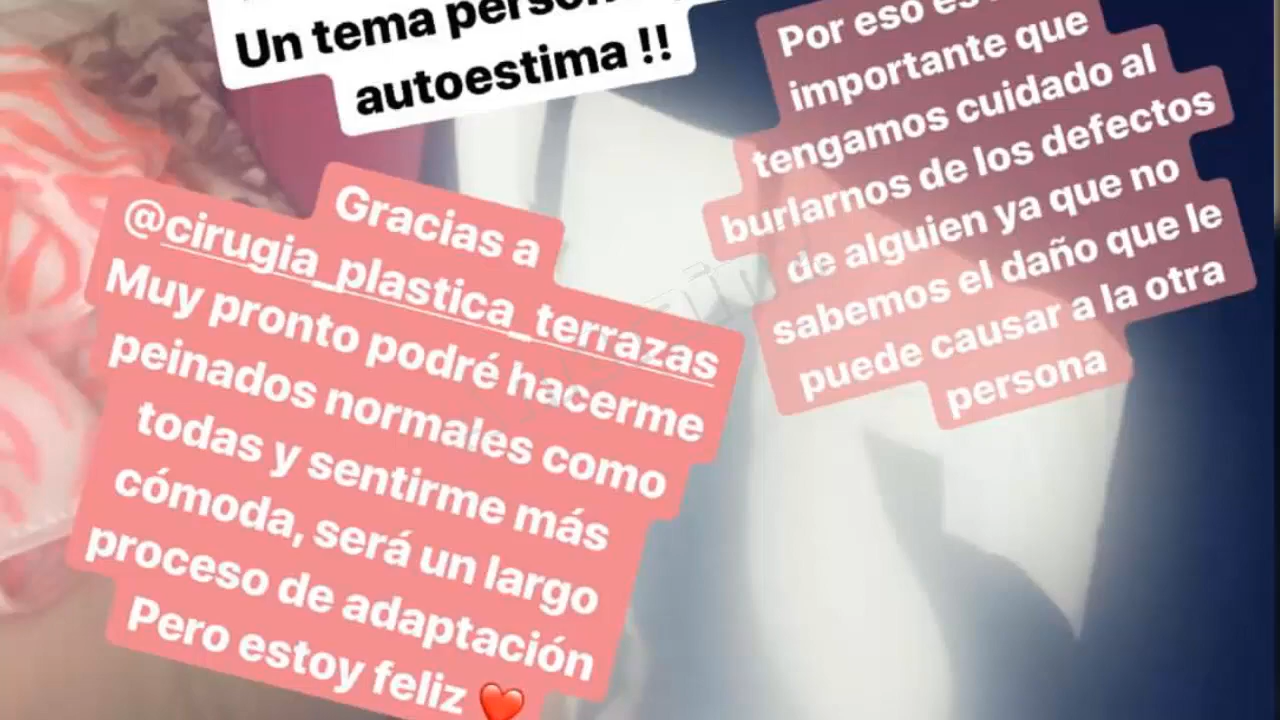 Un tema
autoestima !!
Gracias a
@cirugia_plastica_terrazas
Muy pronto podré hacerme
peinados normales como
todas y sentirme más
cómoda, será un largo
proceso de adaptación
Pero estoy feliz ❤️
Por eso
importante que
tengamos cuidado al
burlarnos de los defectos
de alguien ya que no
sabemos el daño que le
puede causar a la otra
persona